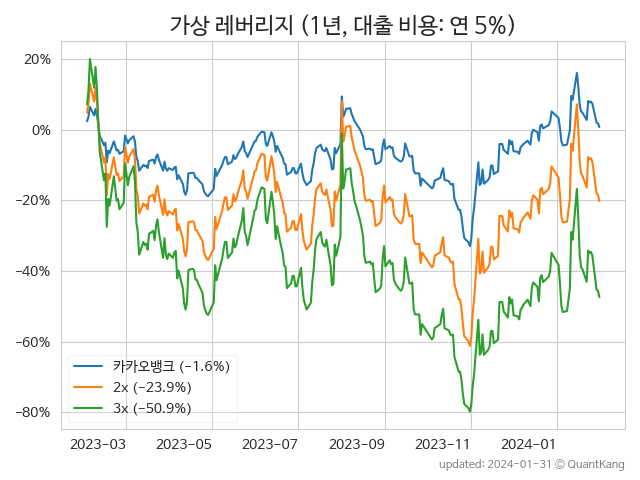 가상 레버리지 (1년, 대출 비용: 연 5%)
20%
0%
−20%
−40%
−60%
−80%
카카오뱅크 (−1.6%)
2x (−23.9%)
3x (−50.9%)
2023-03 2023-05 2023-07 2023-09 2023-11 2024-01
updated: 2024-01-31 © QuantKang